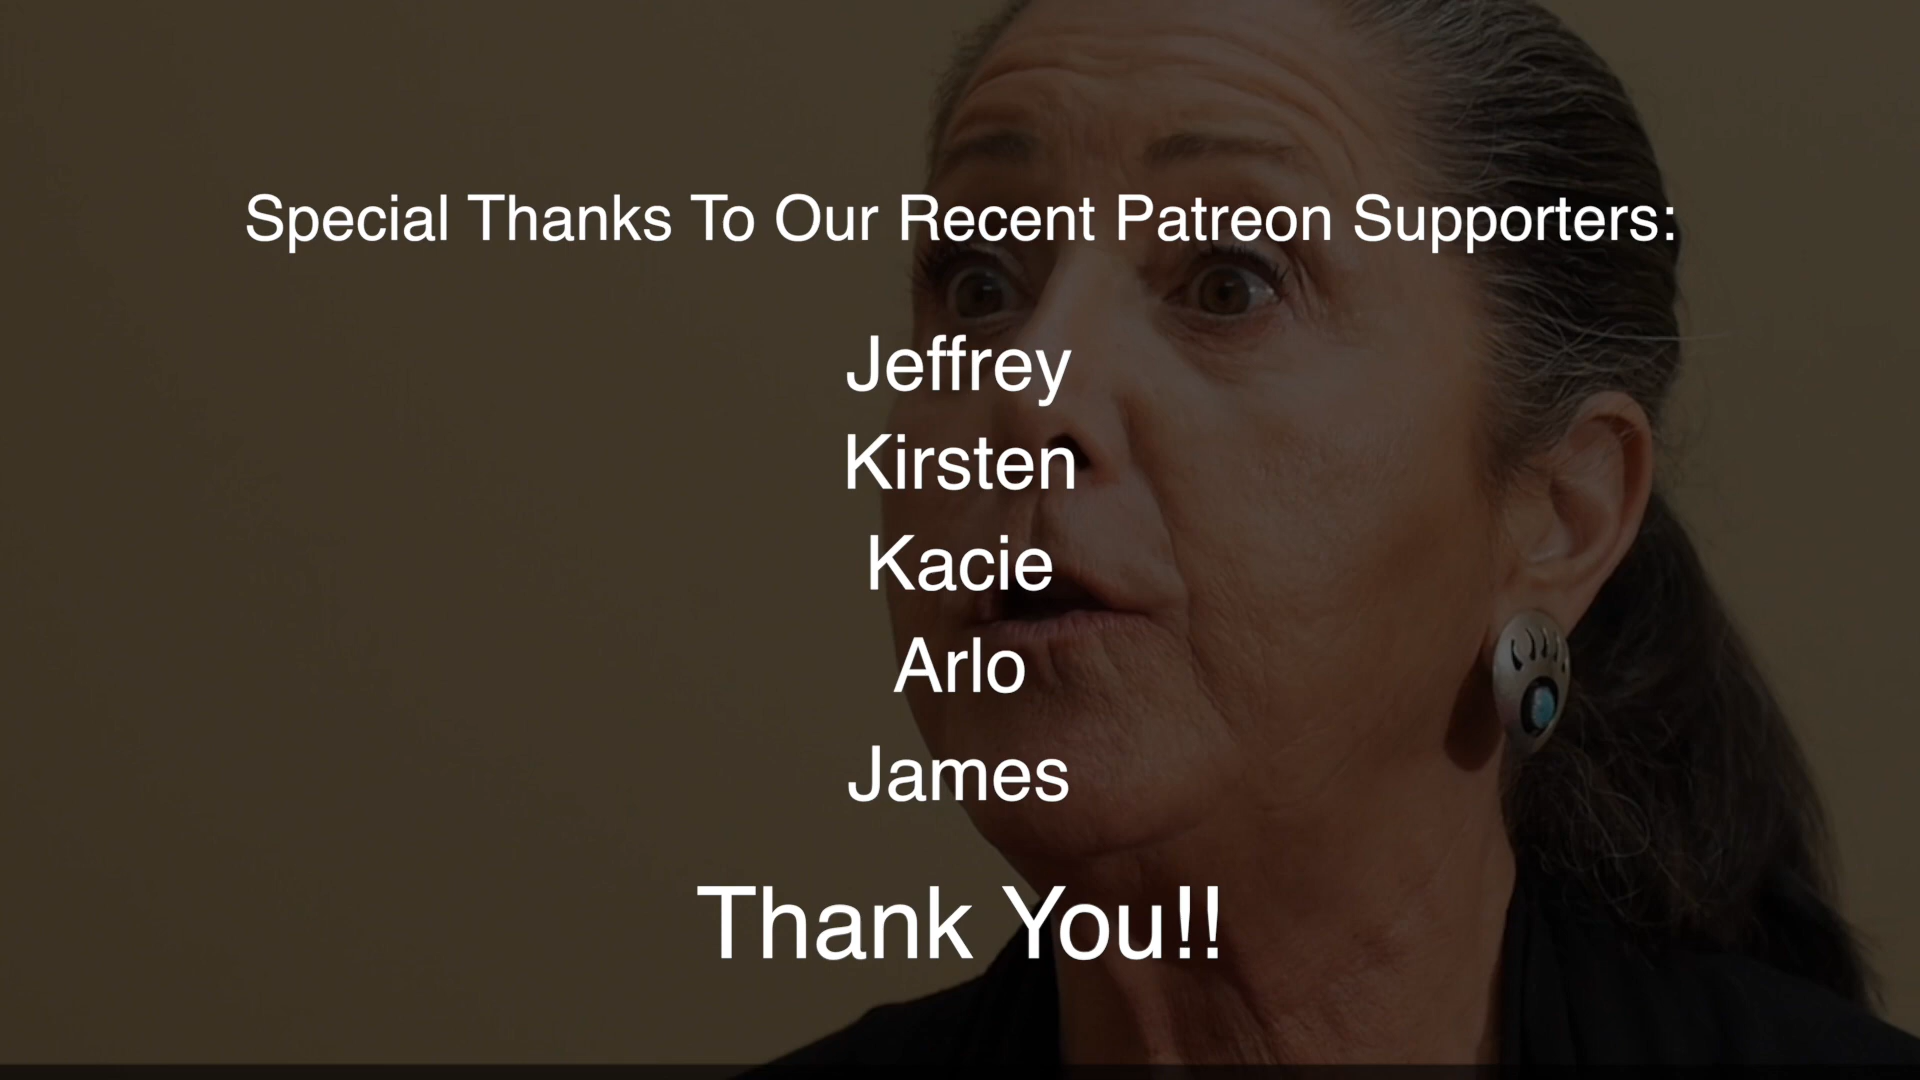 Special Thanks To Our Recent Patreon Supporters:
Jeffrey
Kirsten
Kacie
Arlo
James
Thank You!!